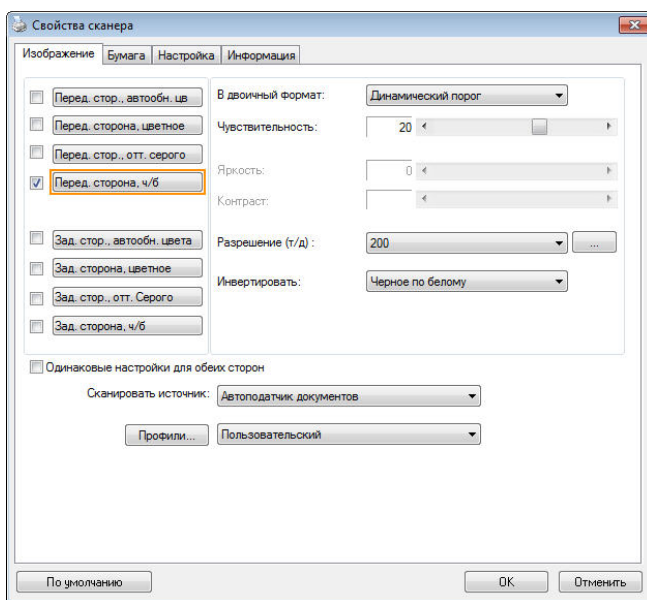 Свойства сканера
Изображение Бумага Настройка Информация
Перед. стор., автообн. цв
Перед. сторона, цветное
Перед. стор., отт. серого
Перед. сторона, ч/б
Зад. стор., автообн. цвета
Зад. сторона, цветное
Зад. стор., отт. Серого
Зад. сторона, ч/б
В двоичный формат: Динамический порог
Чувствительность: 20
Яркость: 0
Контраст:
Разрешение (т/д) : 200 ...
Инвертировать: Черное по белому
Одинаковые настройки для обеих сторон
Сканировать источник: Автоподатчик документов
Профили... Пользовательский
По умолчанию OK Отменить